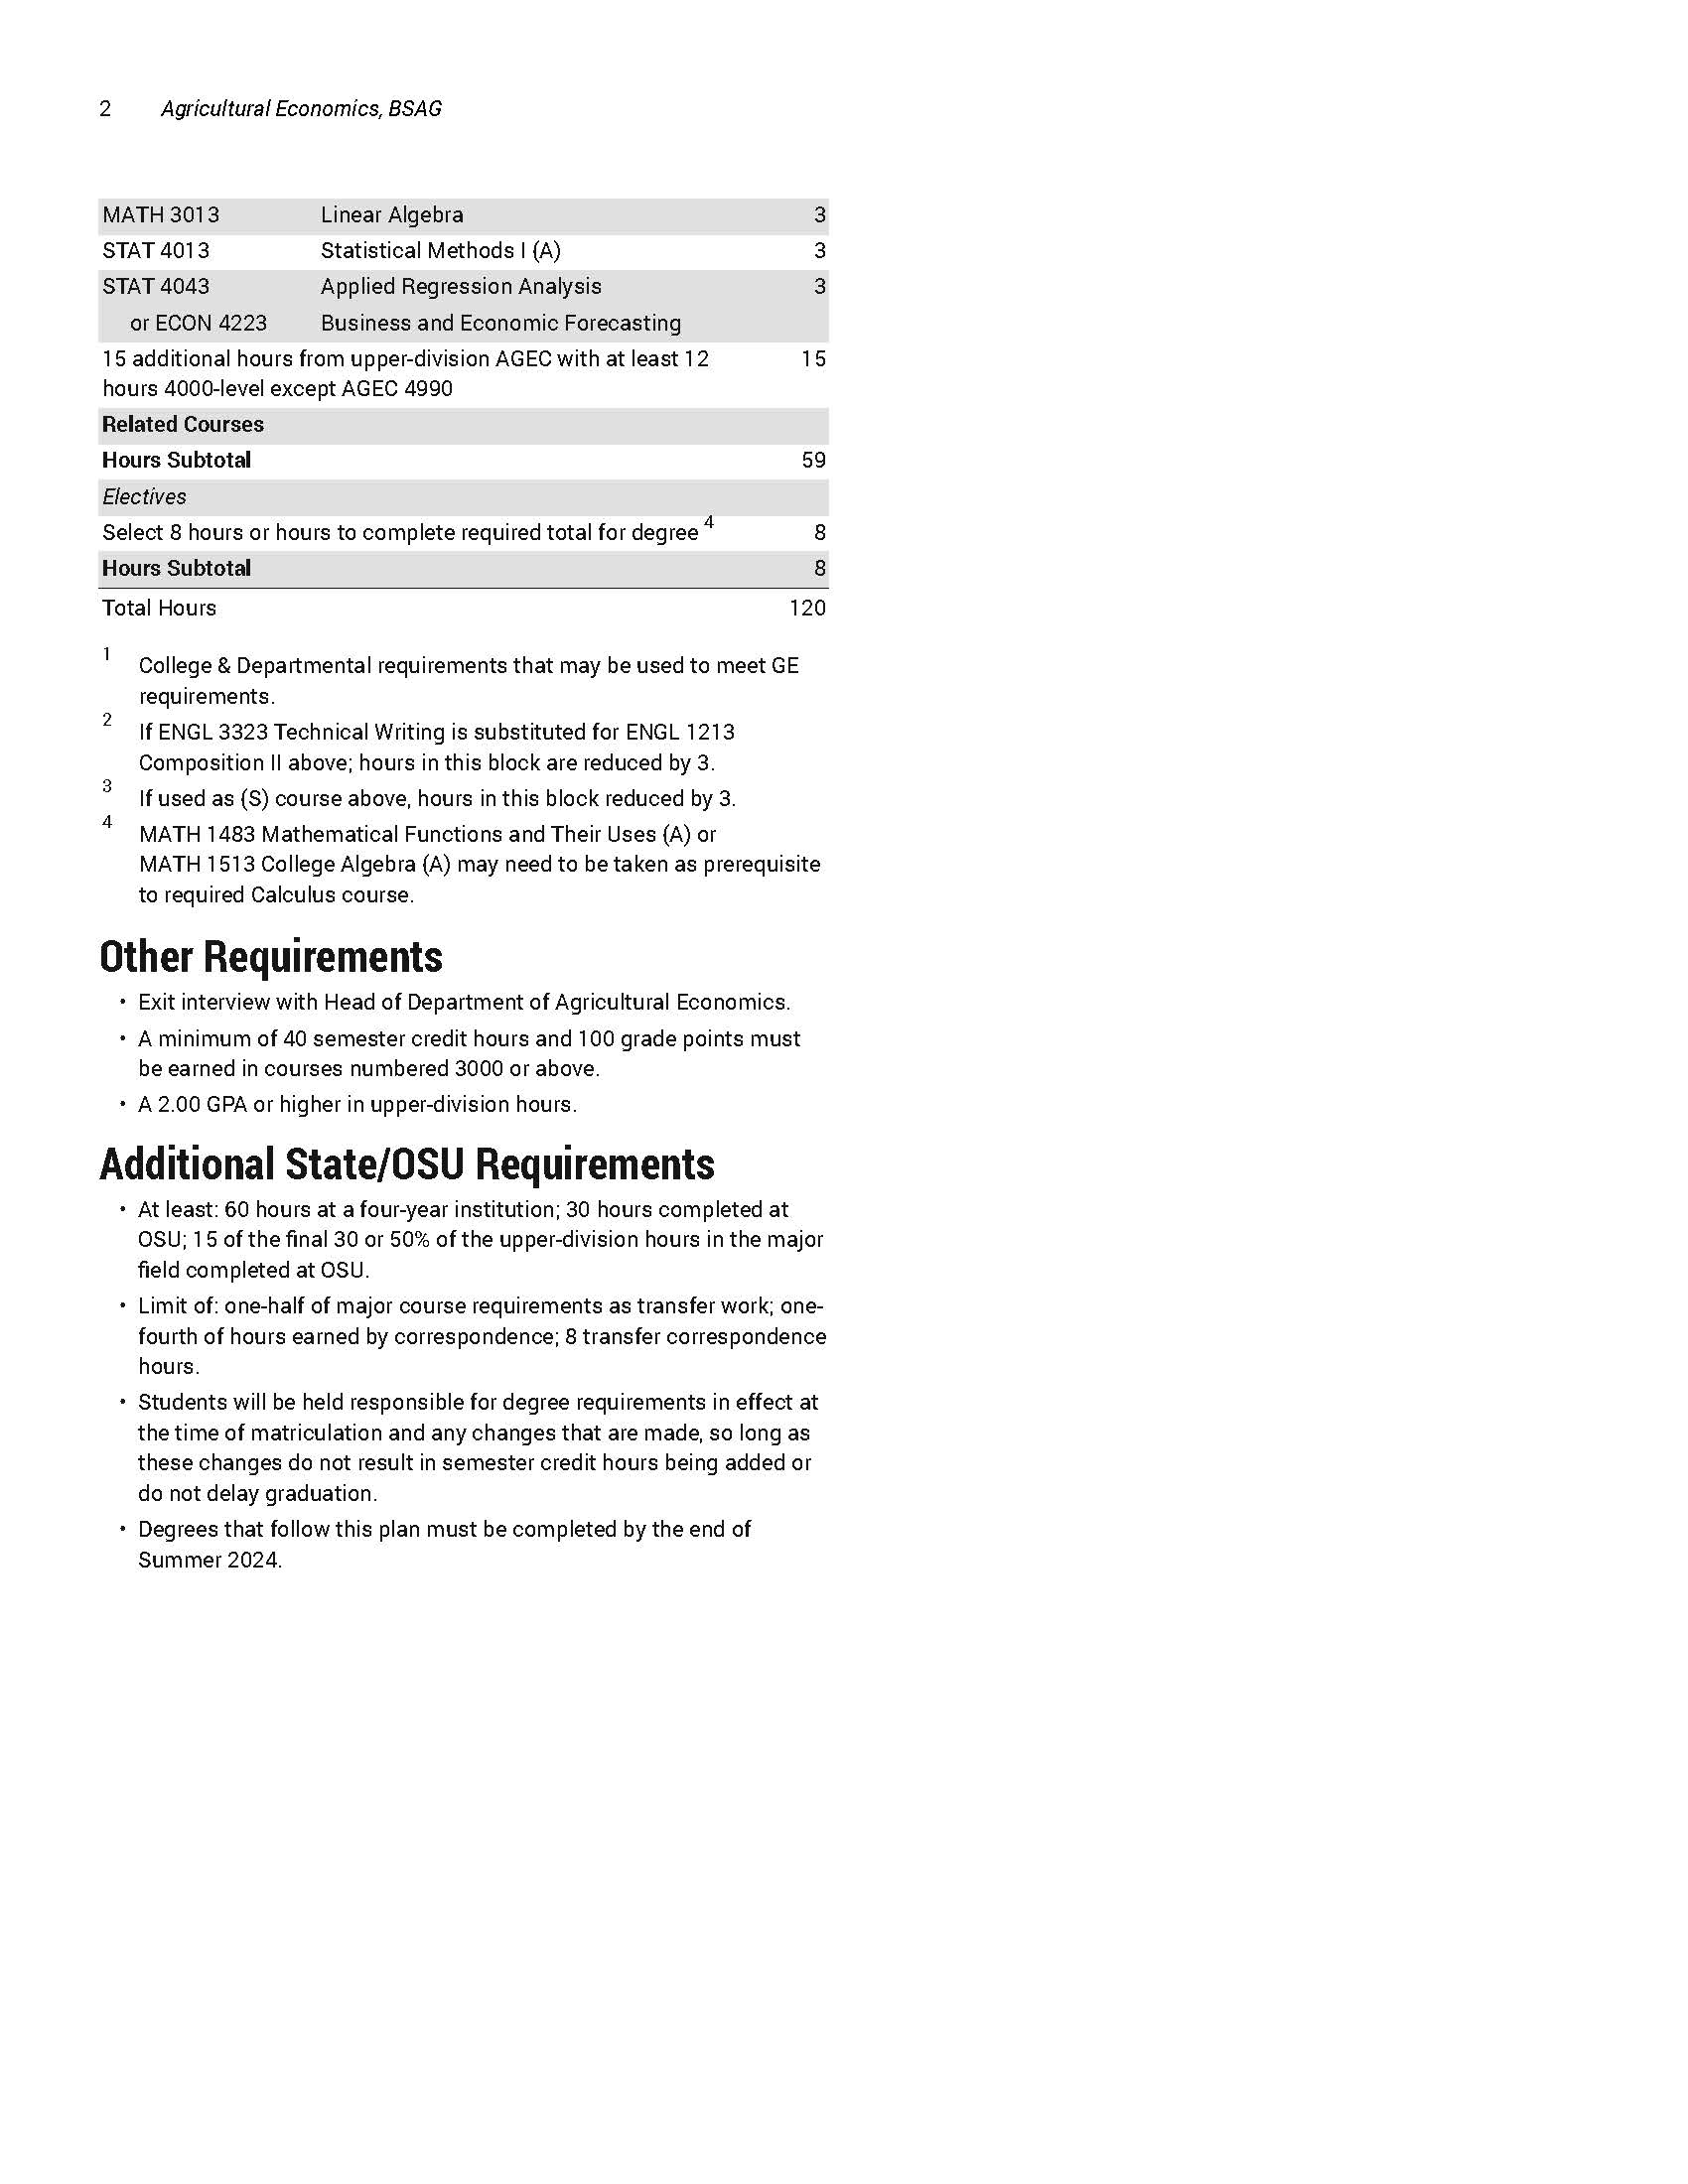 2 Agricultural Economics, BSAG
MATH 3013 Linear Algebra 3
STAT 4013 Statistical Methods I (A) 3
STAT 4043 Applied Regression Analysis 3
or ECON 4223 Business and Economic Forecasting
15 additional hours from upper-division AGEC with at least 12 15
hours 4000-level except AGEC 4990
Related Courses
Hours Subtotal 59
Electives
Select 8 hours or hours to complete required total for degree 4 8
Hours Subtotal 8
Total Hours 120
1 College & Departmental requirements that may be used to meet GE
requirements.
2 If ENGL 3323 Technical Writing is substituted for ENGL 1213
Composition II above; hours in this block are reduced by 3.
3 If used as (S) course above, hours in this block reduced by 3.
4 MATH 1483 Mathematical Functions and Their Uses (A) or
MATH 1513 College Algebra (A) may need to be taken as prerequisite
to required Calculus course.
Other Requirements
• Exit interview with Head of Department of Agricultural Economics.
• A minimum of 40 semester credit hours and 100 grade points must
be earned in courses numbered 3000 or above.
• A 2.00 GPA or higher in upper-division hours.
Additional State/OSU Requirements
• At least: 60 hours at a four-year institution; 30 hours completed at
OSU; 15 of the final 30 or 50% of the upper-division hours in the major
field completed at OSU.
• Limit of: one-half of major course requirements as transfer work; one-
fourth of hours earned by correspondence; 8 transfer correspondence
hours.
• Students will be held responsible for degree requirements in effect at
the time of matriculation and any changes that are made, so long as
these changes do not result in semester credit hours being added or
do not delay graduation.
• Degrees that follow this plan must be completed by the end of
Summer 2024.